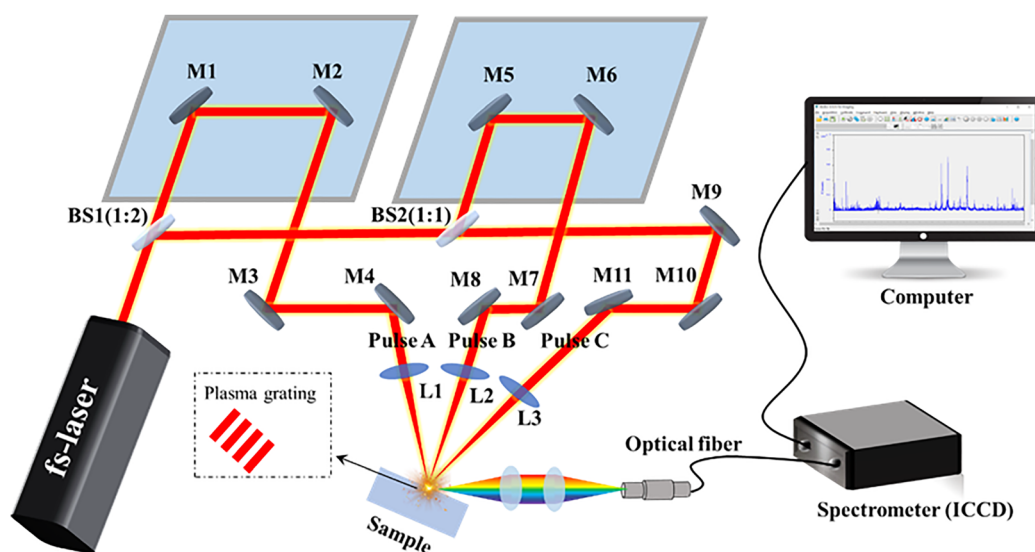 M1
M2
M5
M6
M9
BS1(1:2)
BS2(1:1)
M3
M4
M8
M7
M11
M10
Computer
Pulse A
Pulse B
Pulse C
L1
L2
L3
fs-laser
Plasma grating
Optical fiber
Sample
Spectrometer (ICCD)